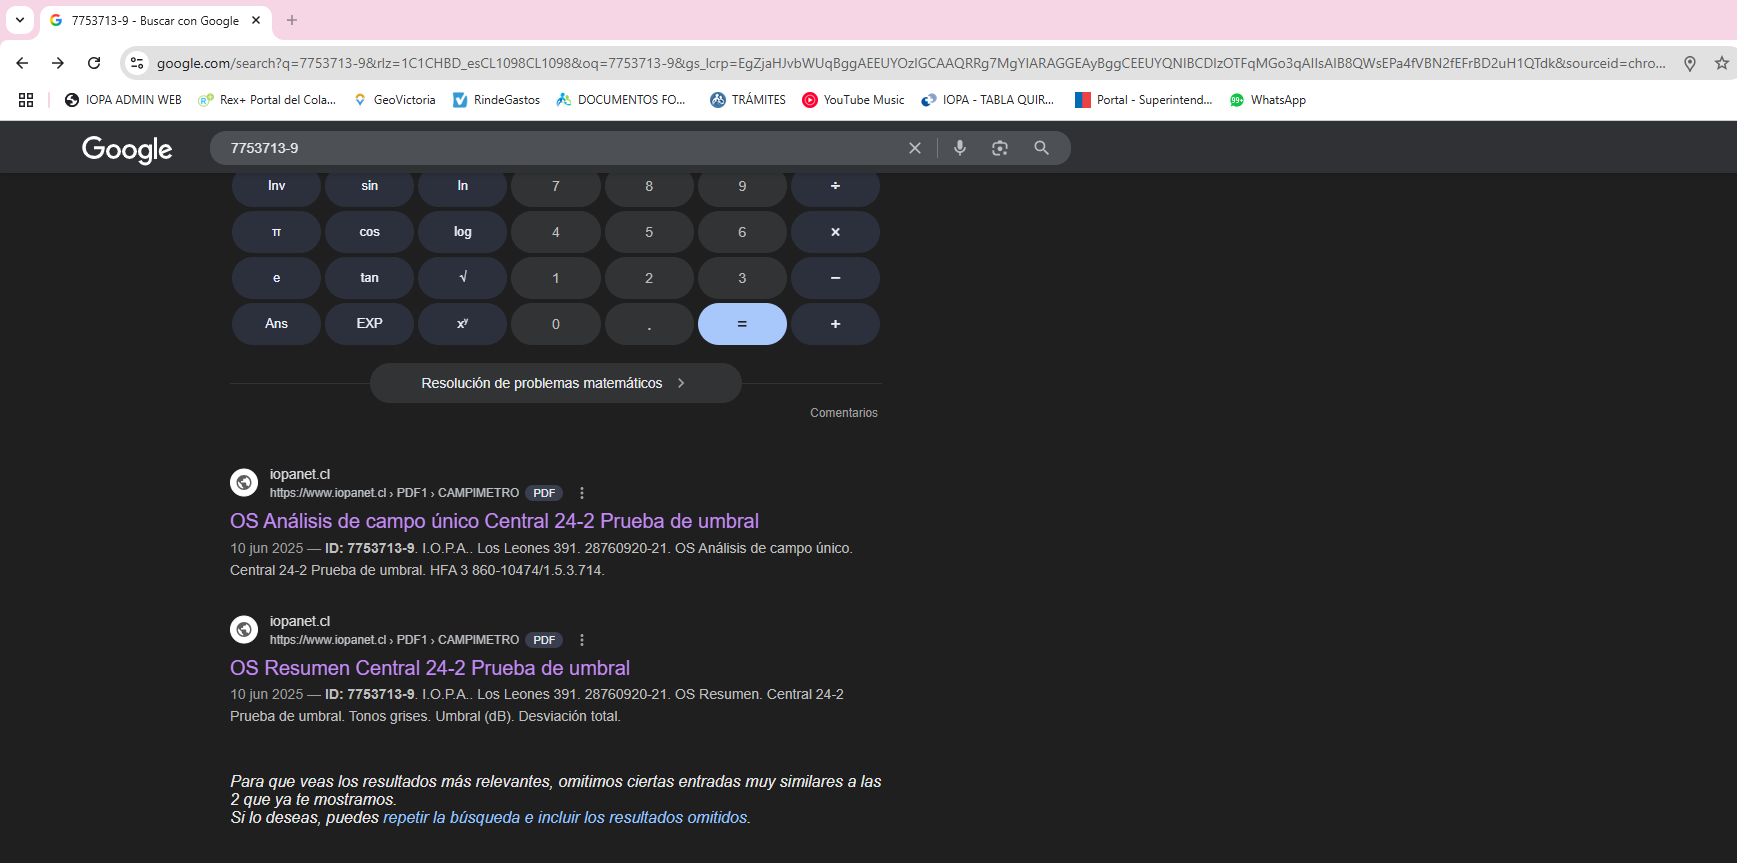 7753713-9 - Buscar con Google
google.com/search?q=7753713-9&rlz=1C1CHBD_esCL1098CL1098&oq=7753713-9&gs_lcrp=EgZjaHJvbWUqBggAEEUYOzIGCAAQRRg7MgYIARAGGEAyBggCEEUYQNIBCDIzOTFqMGo3qAIIsAIB8QWsEPa4fVBN2fEFrBD2uH1QTdk&sourceid=chro...
IOPA ADMIN WEB
Rex+ Portal del Cola...
GeoVictoria
RindeGastos
DOCUMENTOS FO...
TRÁMITES
YouTube Music
IOPA - TABLA QUIR...
Portal - Superintend...
99+
WhatsApp
Google
7753713-9
Inv sin ln 7 8 9 ÷
π cos log 4 5 6 ×
e tan √ 1 2 3 −
Ans EXP xʸ 0 . = +
Resolución de problemas matemáticos
Comentarios
iopanet.cl
https://www.iopanet.cl › PDF1 › CAMPIMETRO PDF
OS Análisis de campo único Central 24-2 Prueba de umbral
10 jun 2025 — ID: 7753713-9. I.O.P.A.. Los Leones 391. 28760920-21. OS Análisis de campo único.
Central 24-2 Prueba de umbral. HFA 3 860-10474/1.5.3.714.
iopanet.cl
https://www.iopanet.cl › PDF1 › CAMPIMETRO PDF
OS Resumen Central 24-2 Prueba de umbral
10 jun 2025 — ID: 7753713-9. I.O.P.A.. Los Leones 391. 28760920-21. OS Resumen. Central 24-2
Prueba de umbral. Tonos grises. Umbral (dB). Desviación total.
Para que veas los resultados más relevantes, omitimos ciertas entradas muy similares a las
2 que ya te mostramos.
Si lo deseas, puedes repetir la búsqueda e incluir los resultados omitidos.